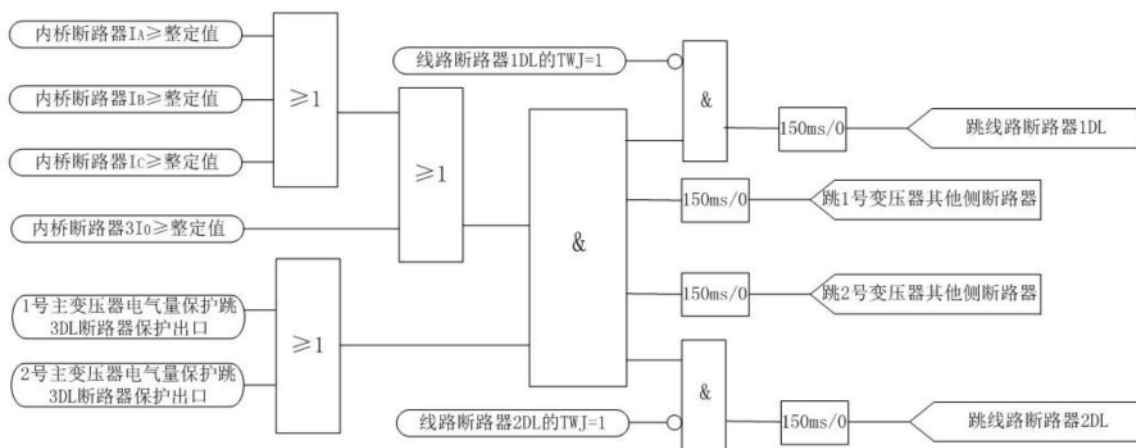 内桥断路器IA≥整定值
内桥断路器IB≥整定值
内桥断路器IC≥整定值
内桥断路器3I0≥整定值
1号主变压器电气量保护跳
3DL断路器保护出口
2号主变压器电气量保护跳
3DL断路器保护出口
≥1
≥1
≥1
线路断路器1DL的TWJ=1
&
&
线路断路器2DL的TWJ=1
&
150ms/0
跳线路断路器1DL
150ms/0
跳1号变压器其他侧断路器
150ms/0
跳2号变压器其他侧断路器
150ms/0
跳线路断路器2DL